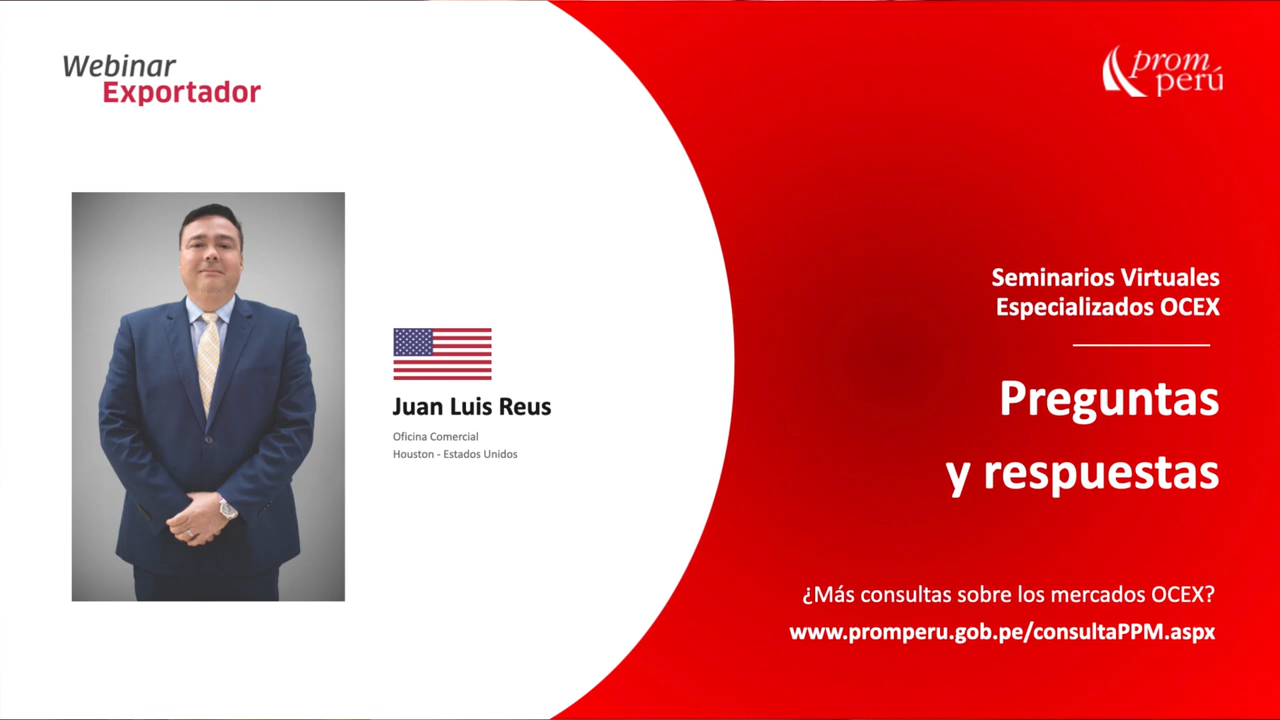 Webinar
Exportador
prom
perú
Juan Luis Reus
Oficina Comercial
Houston - Estados Unidos
Seminarios Virtuales
Especializados OCEX
Preguntas
y respuestas
¿Más consultas sobre los mercados OCEX?
www.promperu.gob.pe/consultaPPM.aspx